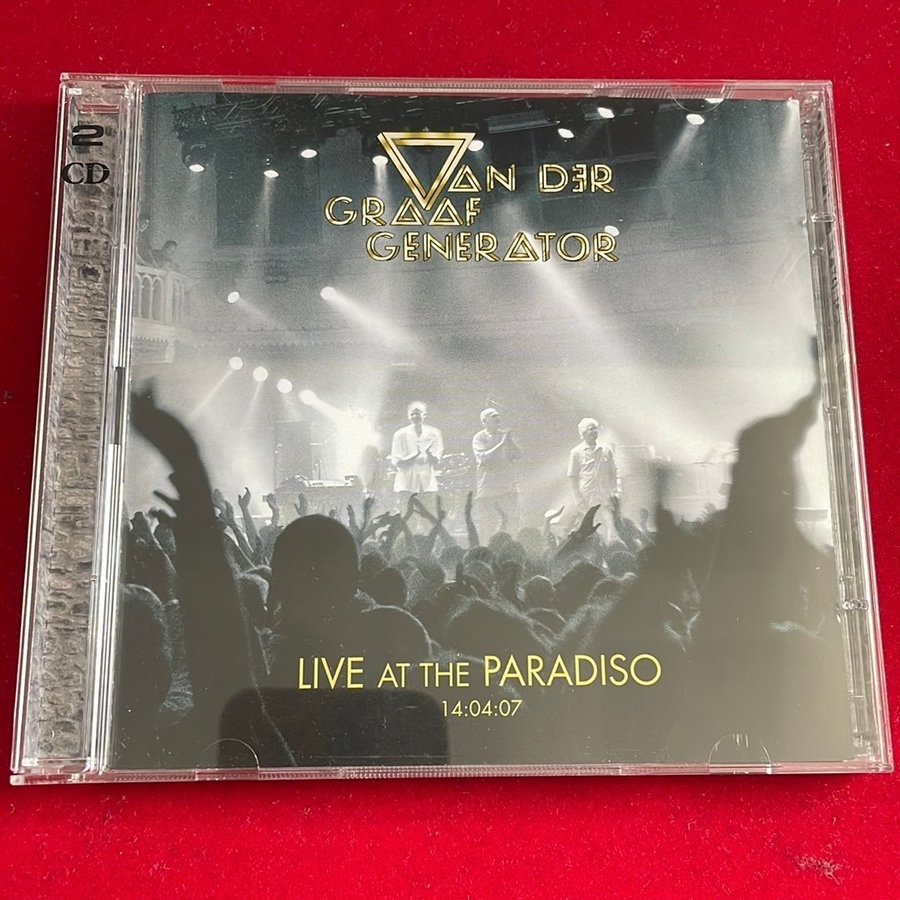 2
CD
VAN DER
GRAAF
GENERATOR
LIVE AT THE PARADISO
14:04:07